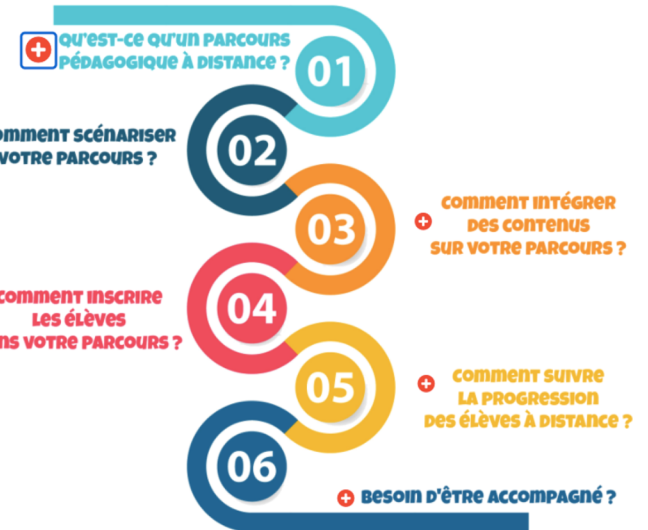 QU'EST-CE QU'UN PARCOURS
PÉDAGOGIQUE À DISTANCE ?
01
OMMENT SCÉNARISER
VOTRE PARCOURS ?
02
COMMENT INTÉGRER
DES CONTENUS
SUR VOTRE PARCOURS ?
03
COMMENT INSCRIRE
LES ÉLÈVES
NS VOTRE PARCOURS ?
04
COMMENT SUIVRE
LA PROGRESSION
DES ÉLÈVES À DISTANCE ?
05
06
BESOIN D'ÊTRE ACCOMPAGNÉ ?